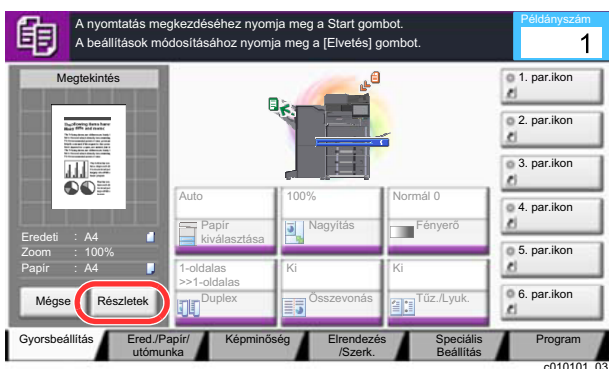 A nyomtatás megkezdéséhez nyomja meg a Start gombot.
A beállítások módosításához nyomja meg a [Elvetés] gombot.
Példányszám
1
Megtekintés
Eredeti : A4
Zoom : 100%
Papír : A4
Mégse
Részletek
Auto
Papír
kiválasztása
100%
Nagyítás
Normál 0
Fényerő
1-oldalas
>>1-oldalas
Duplex
Ki
Összevonás
Ki
Tűz./Lyuk.
1. par.ikon
2. par.ikon
3. par.ikon
4. par.ikon
5. par.ikon
6. par.ikon
Gyorsbeállítás
Ered./Papír/
utómunka
Képminőség
Elrendezés
/Szerk.
Speciális
Beállítás
Program
c010101_03